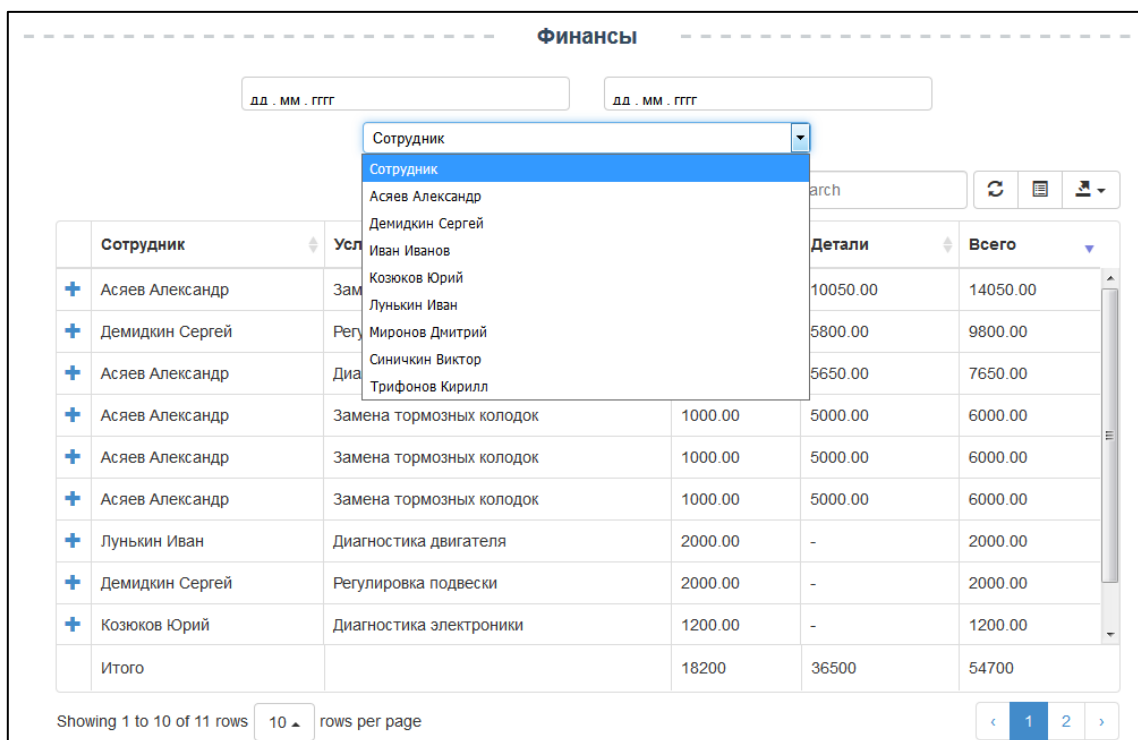 Финансы
дд . мм . гггг дд . мм . гггг
Сотрудник
Сотрудник
Асяев Александр
Демидкин Сергей
Иван Иванов
Козюков Юрий
Лунькин Иван
Миронов Дмитрий
Синичкин Виктор
Трифонов Кирилл
arch
Сотрудник Усл Детали Всего
Асяев Александр Зам 10050.00 14050.00
Демидкин Сергей Регу 5800.00 9800.00
Асяев Александр Диа 5650.00 7650.00
Асяев Александр Замена тормозных колодок 1000.00 5000.00 6000.00
Асяев Александр Замена тормозных колодок 1000.00 5000.00 6000.00
Асяев Александр Замена тормозных колодок 1000.00 5000.00 6000.00
Лунькин Иван Диагностика двигателя 2000.00 - 2000.00
Демидкин Сергей Регулировка подвески 2000.00 - 2000.00
Козюков Юрий Диагностика электроники 1200.00 - 1200.00
Итого 18200 36500 54700
Showing 1 to 10 of 11 rows 10 rows per page ‹ 1 2 ›